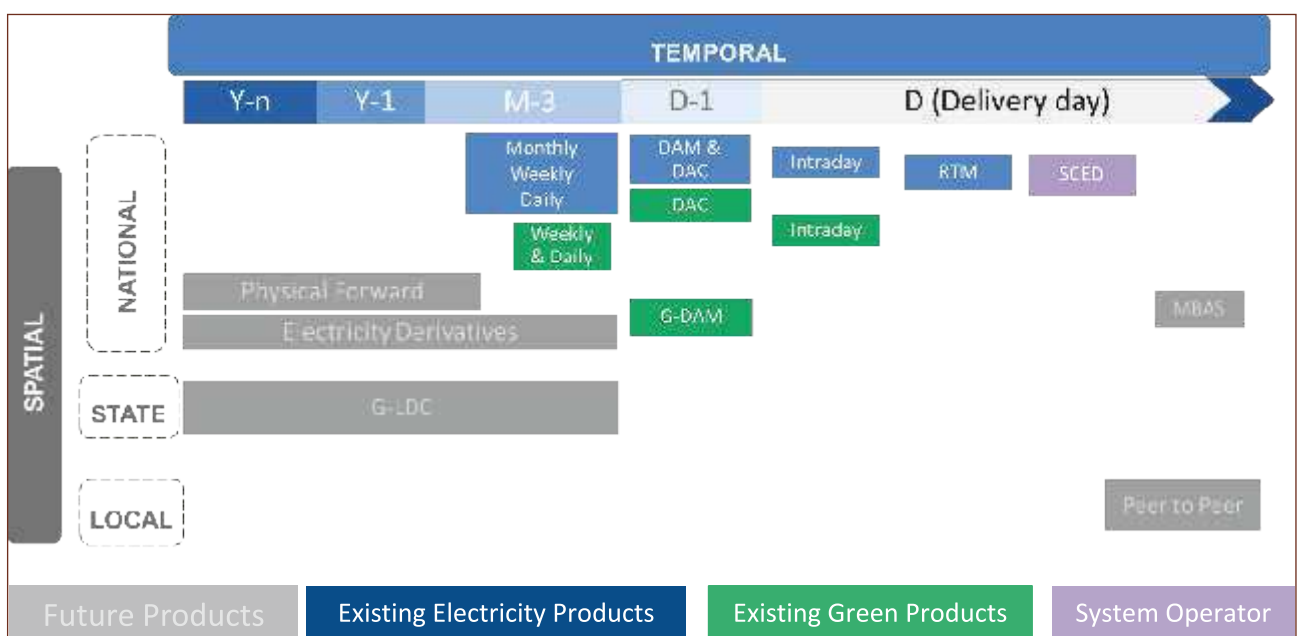 TEMPORAL
Y-n
Y-1
M-3
D-1
D (Delivery day)
SPATIAL
NATIONAL
Monthly
Weekly
Daily
DAM &
DAC
Intraday
RTM
SCED
DAC
Weekly
& Daily
Intraday
Physical Forward
G-DAM
MBAS
Electricity Derivatives
STATE
G-LDC
LOCAL
Peer to Peer
Future Products
Existing Electricity Products
Existing Green Products
System Operator